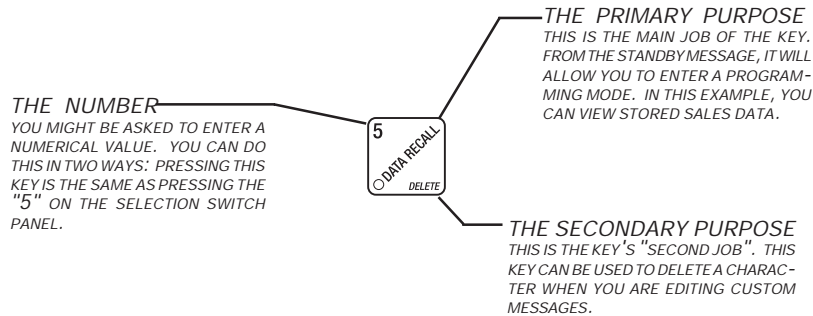 THE PRIMARY PURPOSE
THIS IS THE MAIN JOB OF THE KEY.
FROM THE STANDBY MESSAGE, IT WILL
ALLOW YOU TO ENTER A PROGRAM-
MING MODE. IN THIS EXAMPLE, YOU
CAN VIEW STORED SALES DATA.
THE NUMBER
YOU MIGHT BE ASKED TO ENTER A
NUMERICAL VALUE. YOU CAN DO
THIS IN TWO WAYS: PRESSING THIS
KEY IS THE SAME AS PRESSING THE
"5" ON THE SELECTION SWITCH
PANEL.
5
DATA RECALL
DELETE
THE SECONDARY PURPOSE
THIS IS THE KEY'S "SECOND JOB". THIS
KEY CAN BE USED TO DELETE A CHARAC-
TER WHEN YOU ARE EDITING CUSTOM
MESSAGES.